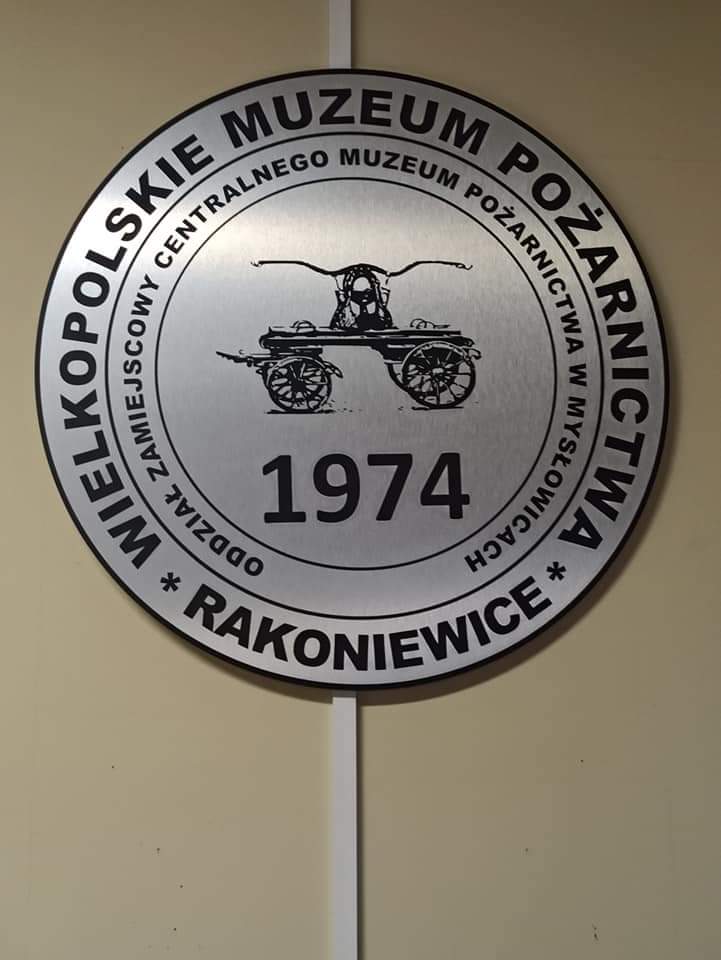 WIELKOPOLSKIE MUZEUM POŻARNICTWA
* RAKONIEWICE *
ODDZIAŁ ZAMIEJSCOWY CENTRALNEGO MUZEUM POŻARNICTWA W MYSŁOWICACH
1974